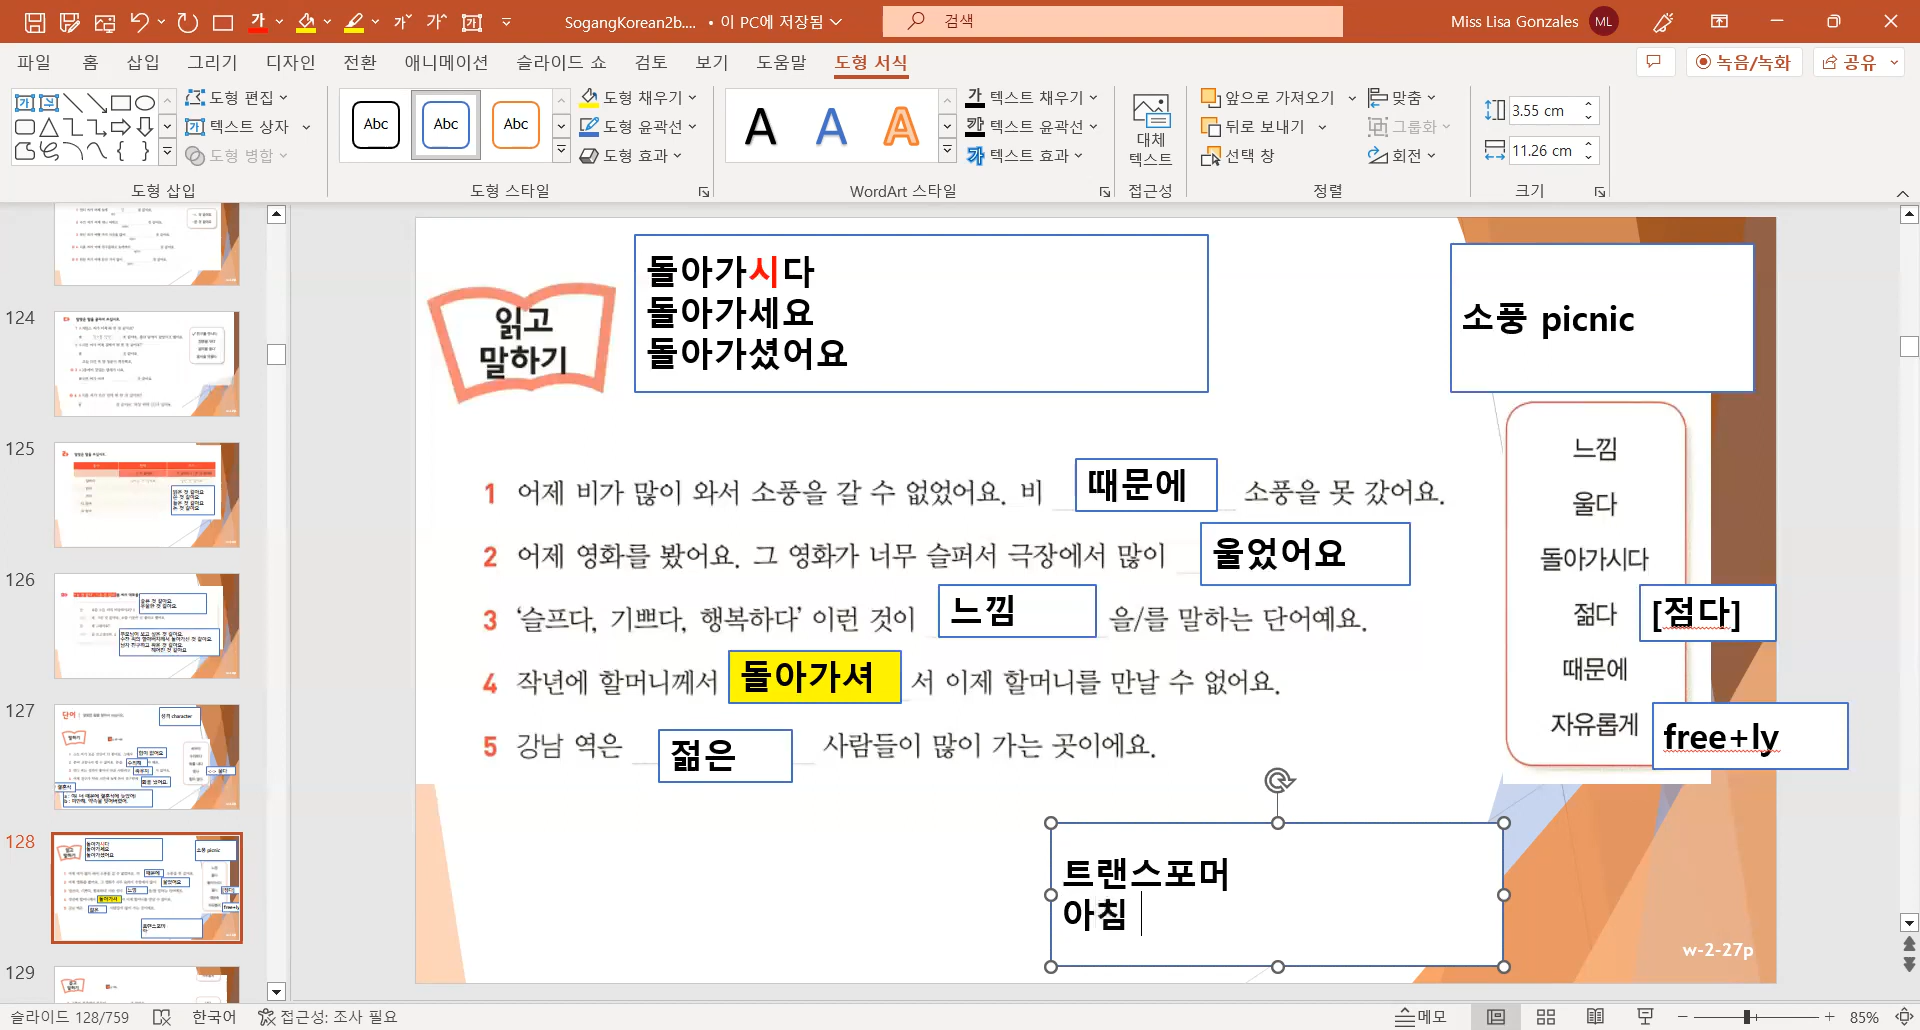 SogangKorean2b.... • 이 PC에 저장됨
검색
Miss Lisa Gonzales ML
파일 홈 삽입 그리기 디자인 전환 애니메이션 슬라이드 쇼 검토 보기 도움말 도형 서식
녹음/녹화 공유
도형 편집
텍스트 상자
도형 병합
도형 삽입
Abc Abc Abc
도형 채우기
도형 윤곽선
도형 효과
도형 스타일
A A A
텍스트 채우기
텍스트 윤곽선
텍스트 효과
WordArt 스타일
대체
텍스트
접근성
앞으로 가져오기
뒤로 보내기
선택 창
맞춤
그룹화
회전
정렬
3.55 cm
11.26 cm
크기
124
125
126
127
128
129
읽고
말하기
돌아가시다
돌아가세요
돌아가셨어요
소풍 picnic
1 어제 비가 많이 와서 소풍을 갈 수 없었어요. 비 때문에 소풍을 못 갔어요.
2 어제 영화를 봤어요. 그 영화가 너무 슬퍼서 극장에서 많이 울었어요
3 ‘슬프다, 기쁘다, 행복하다’ 이런 것이 느낌 을/를 말하는 단어예요.
4 작년에 할머니께서 돌아가셔 서 이제 할머니를 만날 수 없어요.
5 강남 역은 젊은 사람들이 많이 가는 곳이에요.
느낌
울다
돌아가시다
젊다 [점다]
때문에
자유롭게 free+ly
트랜스포머
아침
w-2-27p
슬라이드 128/759 한국어 접근성: 조사 필요
메모 85%